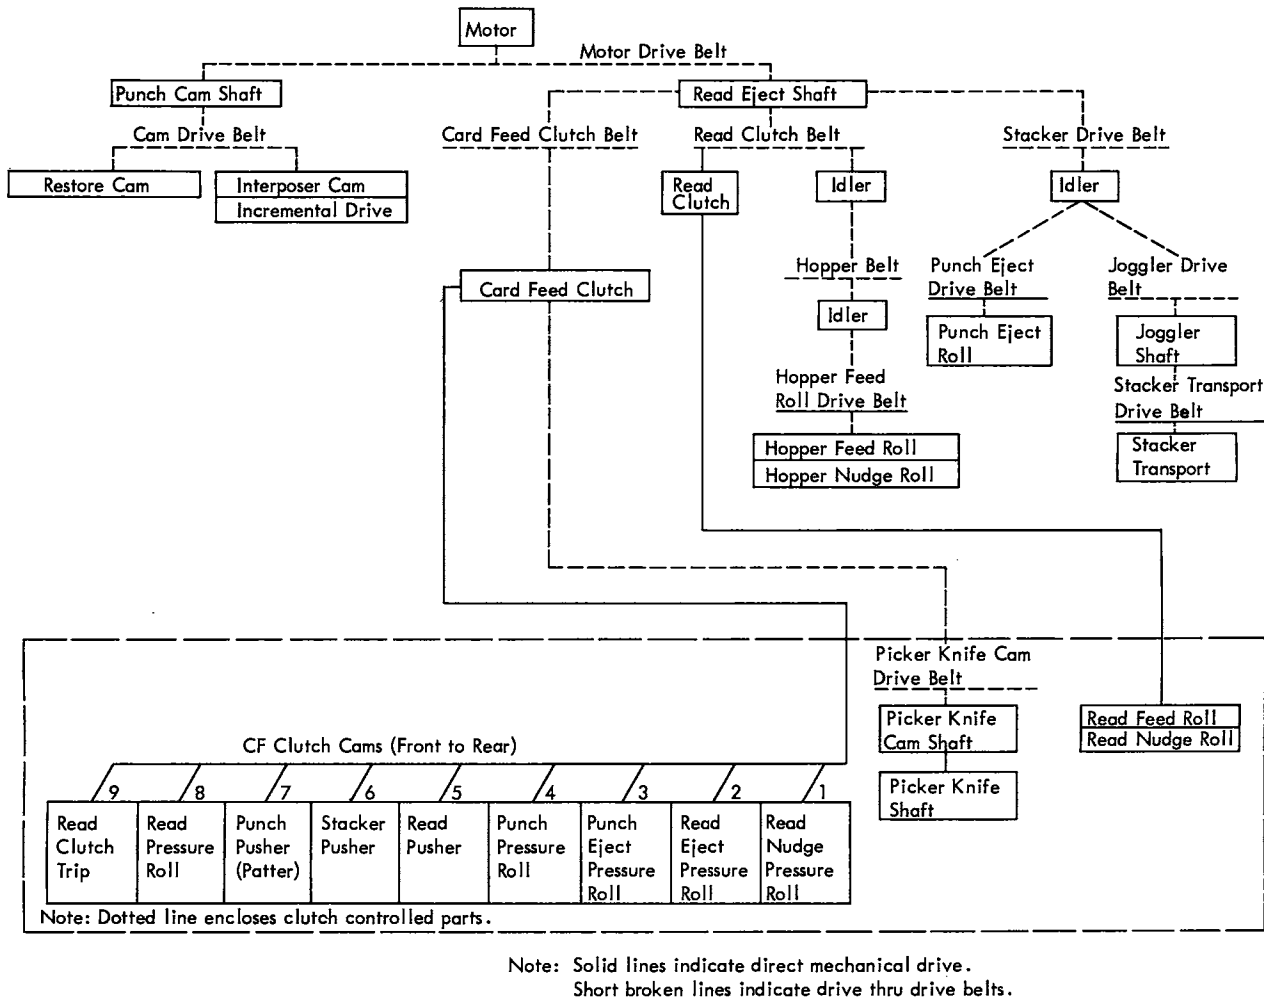 Motor
Motor Drive Belt
Punch Cam Shaft
Read Eject Shaft
Cam Drive Belt
Card Feed Clutch Belt
Read Clutch Belt
Stacker Drive Belt
Restore Cam
Interposer Cam
Incremental Drive
Read
Clutch
Idler
Idler
Card Feed Clutch
Hopper Belt
Idler
Hopper Feed
Roll Drive Belt
Hopper Feed Roll
Hopper Nudge Roll
Punch Eject
Drive Belt
Punch Eject
Roll
Joggler Drive
Belt
Joggler
Shaft
Stacker Transport
Drive Belt
Stacker
Transport
Picker Knife Cam
Drive Belt
Picker Knife
Cam Shaft
Picker Knife
Shaft
Read Feed Roll
Read Nudge Roll
CF Clutch Cams (Front to Rear)
9
Read
Clutch
Trip
8
Read
Pressure
Roll
7
Punch
Pusher
(Patter)
6
Stacker
Pusher
5
Read
Pusher
4
Punch
Pressure
Roll
3
Punch
Eject
Pressure
Roll
2
Read
Eject
Pressure
Roll
1
Read
Nudge
Pressure
Roll
Note: Dotted line encloses clutch controlled parts.
Note: Solid lines indicate direct mechanical drive.
Short broken lines indicate drive thru drive belts.